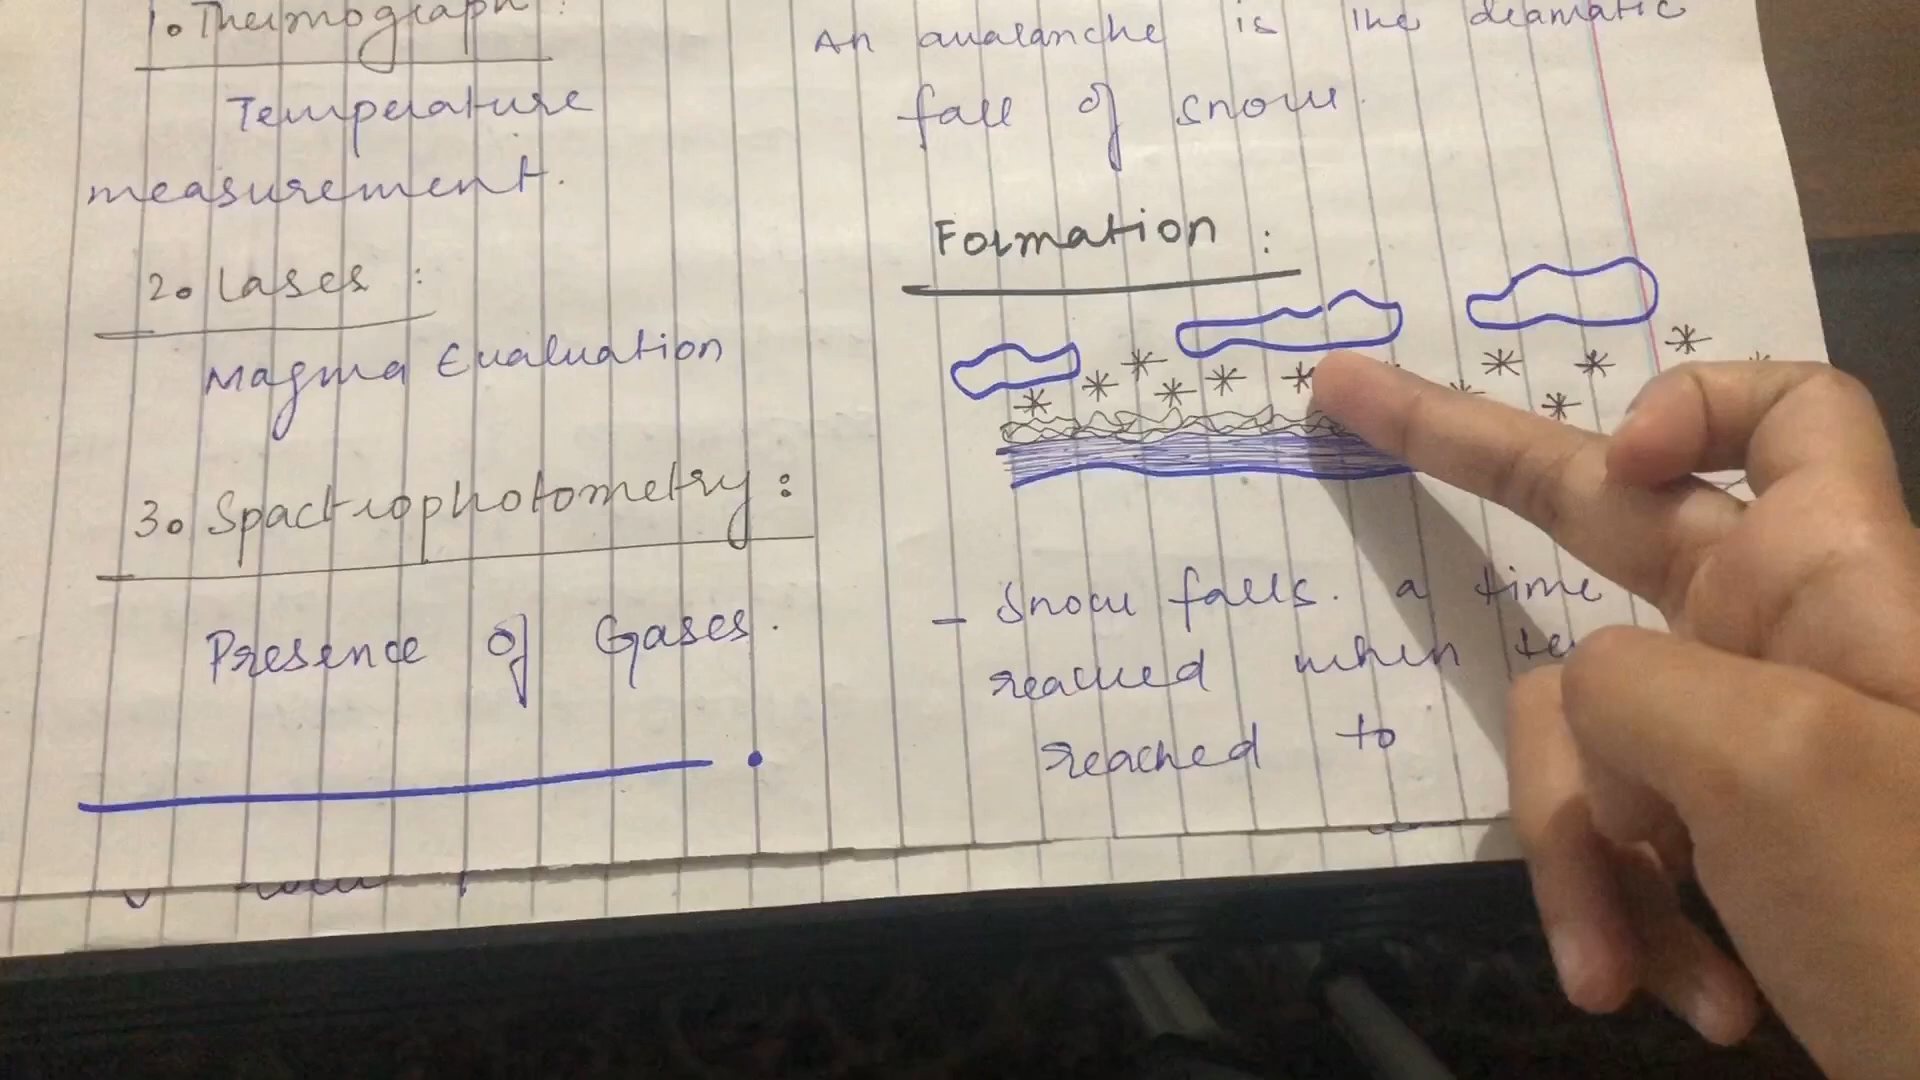 1. Thermograph :
Temperature
measurement.
2. Lases :
Magma Evaluation
3. Spactrophotometry :
Presence of Gases.
An avalanche is the dramatic
fall of snow.
Formation :
- Snow falls. a time
reached when
reached to